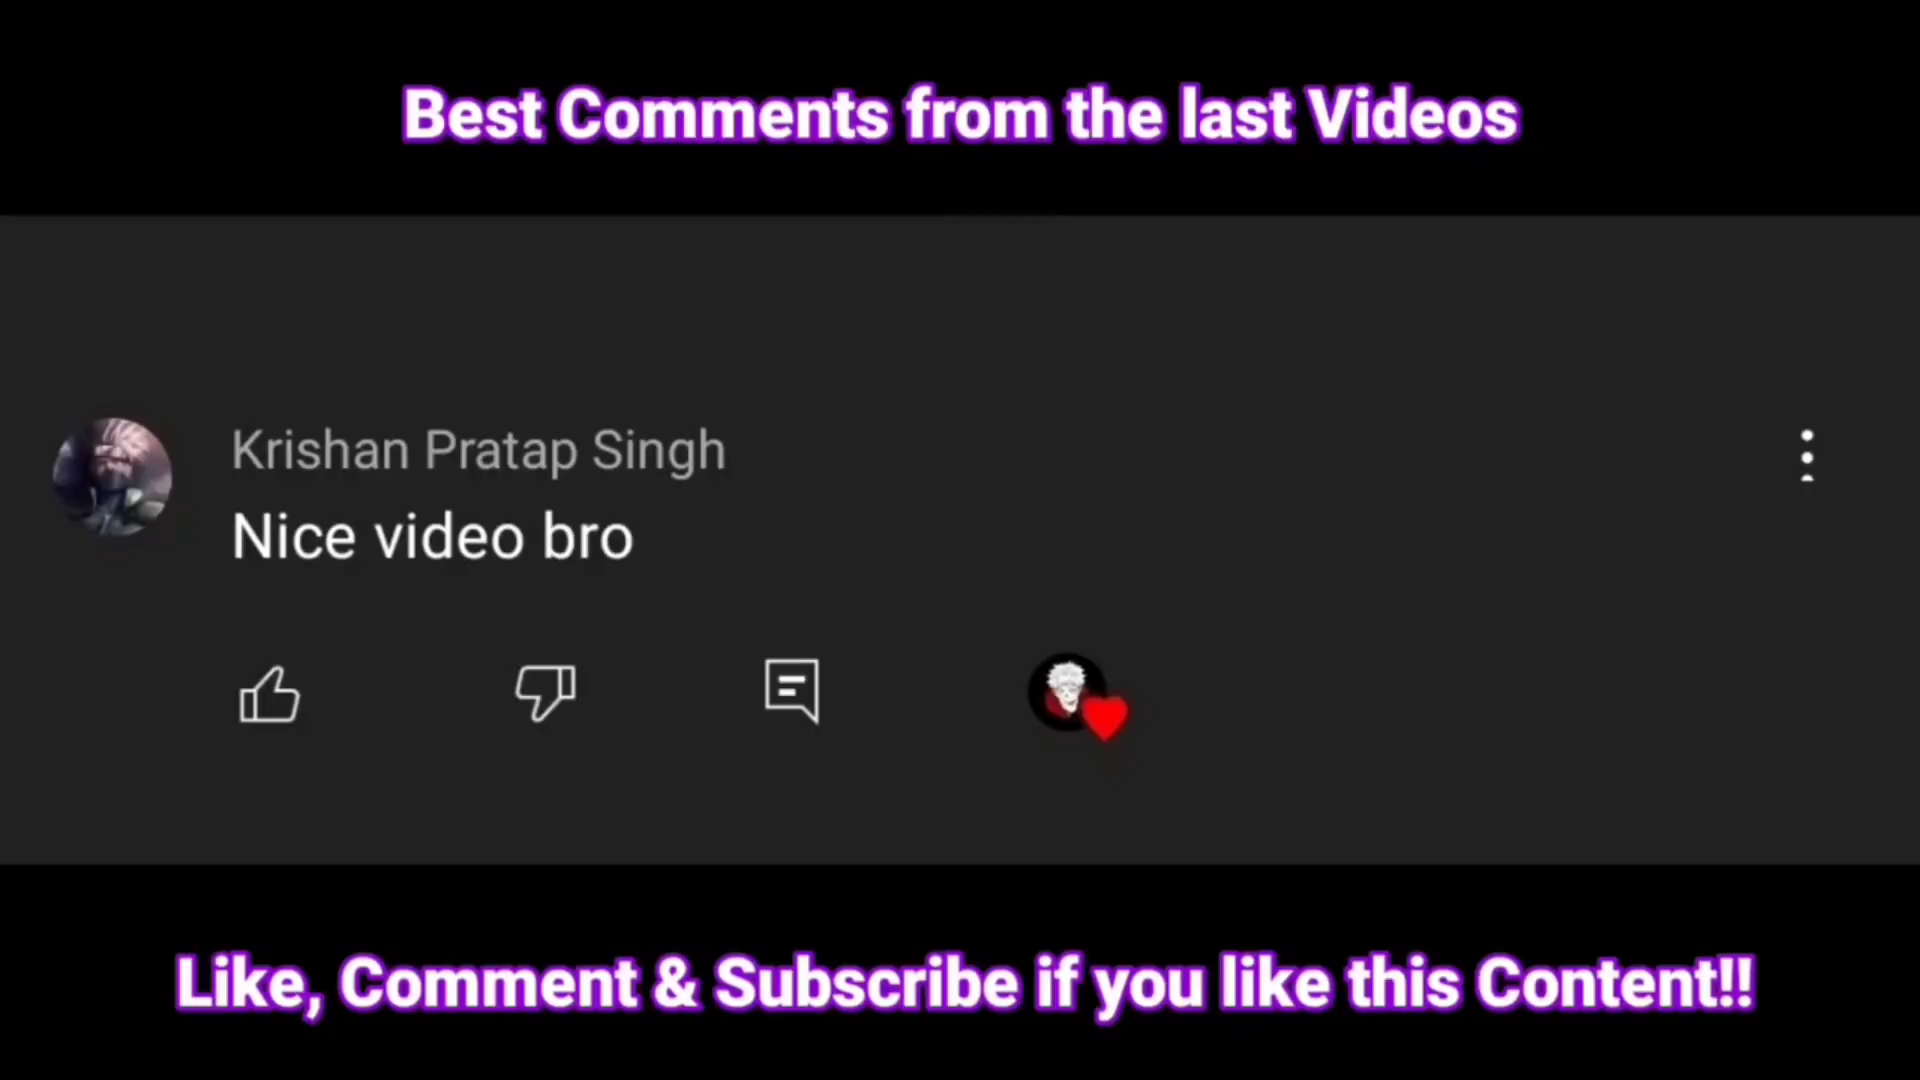 Best Comments from the last Videos
Krishan Pratap Singh
Nice video bro
Like, Comment & Subscribe if you like this Content!!